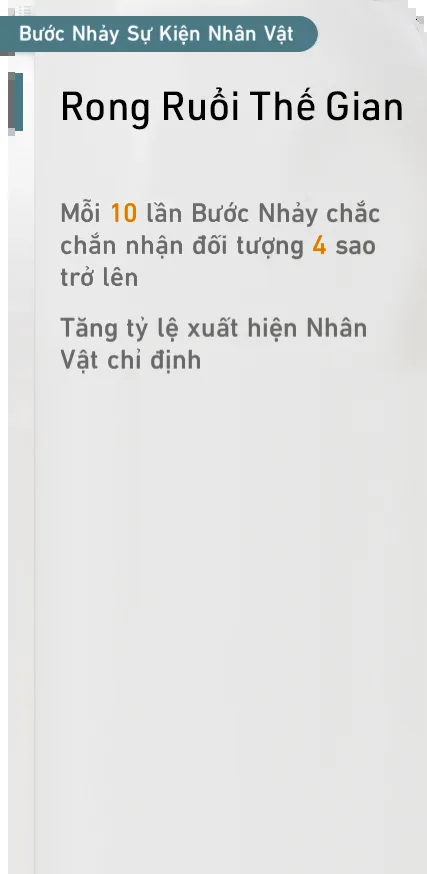 Bước Nhảy Sự Kiện Nhân Vật
Rong Ruổi Thế Gian
Mỗi 10 lần Bước Nhảy chắc
chắn nhận đối tượng 4 sao
trở lên
Tăng tỷ lệ xuất hiện Nhân
Vật chỉ định